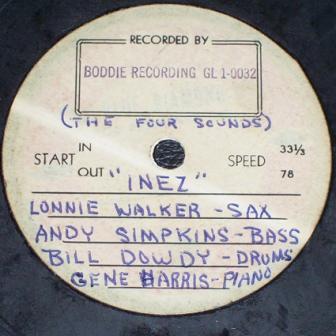 RECORDED BY
BODDIE RECORDING GL 1-0032
(THE FOUR SOUNDS)
START IN OUT SPEED 33⅓ 78
"INEZ"
LONNIE WALKER - SAX
ANDY SIMPKINS - BASS
BILL DOWDY - DRUMS
GENE HARRIS - PIANO